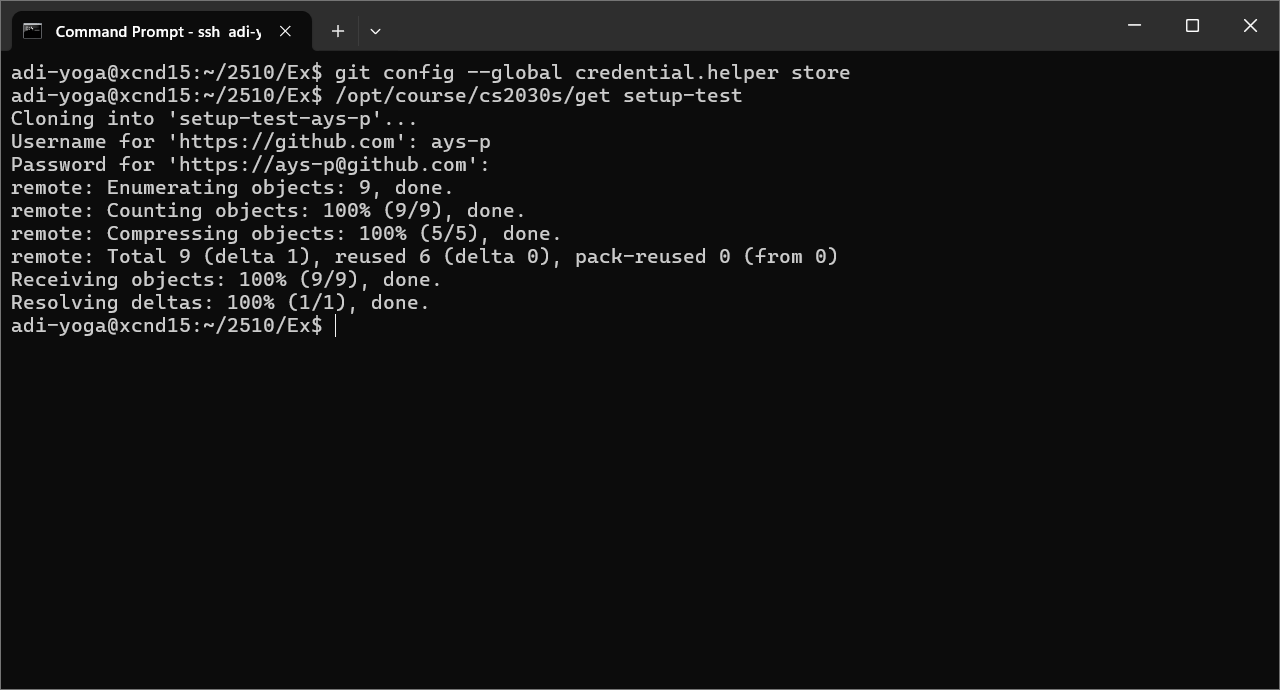 Command Prompt - ssh adi-y
adi-yoga@xcnd15:~/2510/Ex$ git config --global credential.helper store
adi-yoga@xcnd15:~/2510/Ex$ /opt/course/cs2030s/get setup-test
Cloning into 'setup-test-ays-p'...
Username for 'https://github.com': ays-p
Password for 'https://ays-p@github.com':
remote: Enumerating objects: 9, done.
remote: Counting objects: 100% (9/9), done.
remote: Compressing objects: 100% (5/5), done.
remote: Total 9 (delta 1), reused 6 (delta 0), pack-reused 0 (from 0)
Receiving objects: 100% (9/9), done.
Resolving deltas: 100% (1/1), done.
adi-yoga@xcnd15:~/2510/Ex$